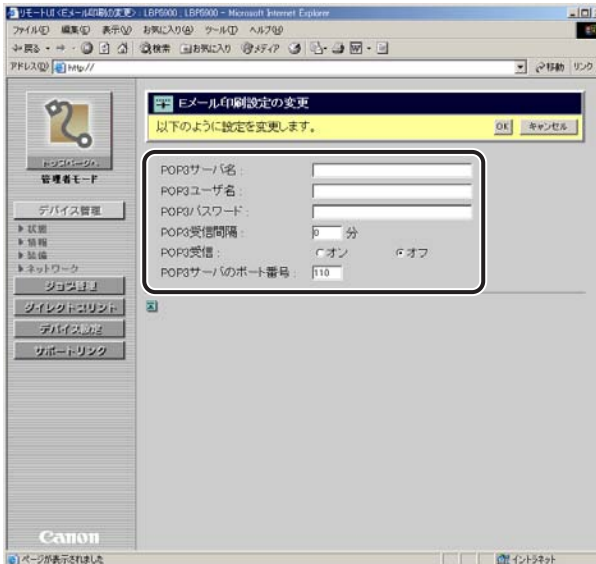 リモートUI <Eメール印刷の変更> : LBP5900 ; LBP5900 - Microsoft Internet Explorer
ファイル(F) 編集(E) 表示(V) お気に入り(A) ツール(T) ヘルプ(H)
戻る 検索 お気に入り メディア
アドレス(D) http:// 移動 リンク
トップページへ
管理者モード
デバイス管理
状態
情報
装備
ネットワーク
ジョブ管理
ダイレクトプリント
デバイス設定
サポートリンク
Canon
Eメール印刷設定の変更
以下のように設定を変更します。
OK キャンセル
POP3サーバ名 :
POP3ユーザ名 :
POP3パスワード :
POP3受信間隔 : 0 分
POP3受信 : オン オフ
POP3サーバのポート番号 : 110
ページが表示されました イントラネット